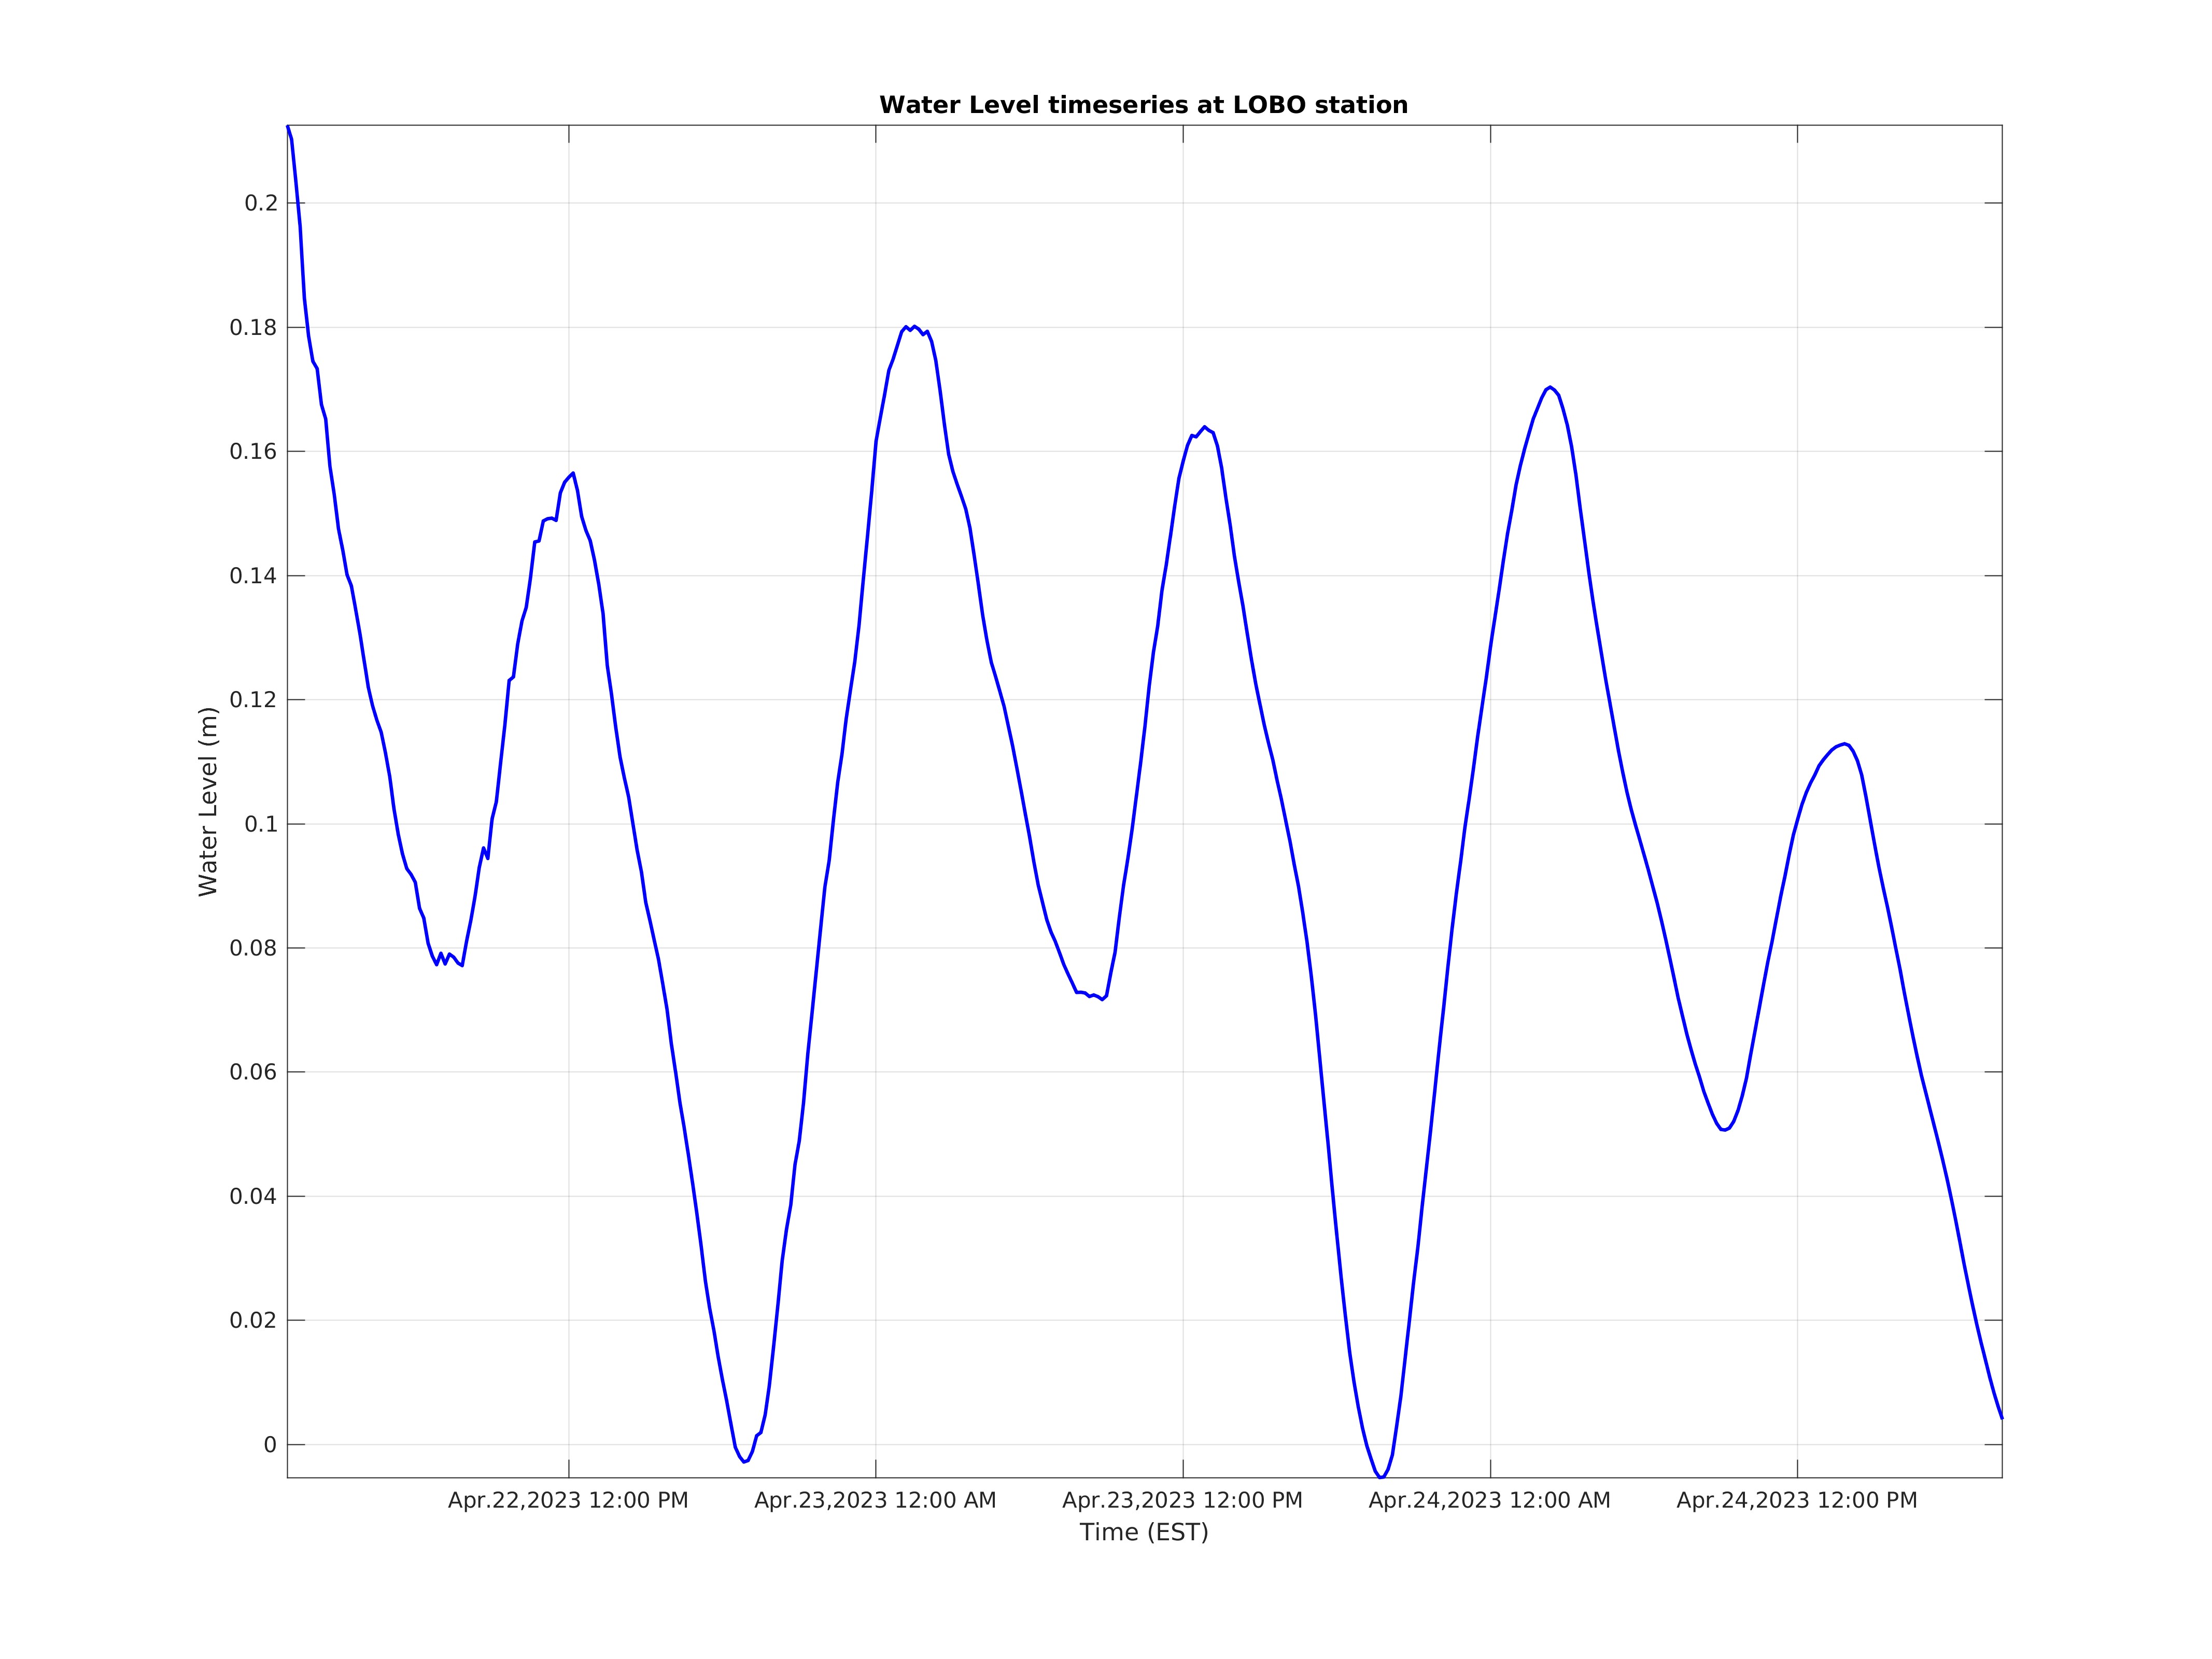 Water Level timeseries at LOBO station
0.2
0.18
0.16
0.14
0.12
0.1
0.08
0.06
0.04
0.02
0
Water Level (m)
Apr.22,2023 12:00 PM
Apr.23,2023 12:00 AM
Apr.23,2023 12:00 PM
Apr.24,2023 12:00 AM
Apr.24,2023 12:00 PM
Time (EST)